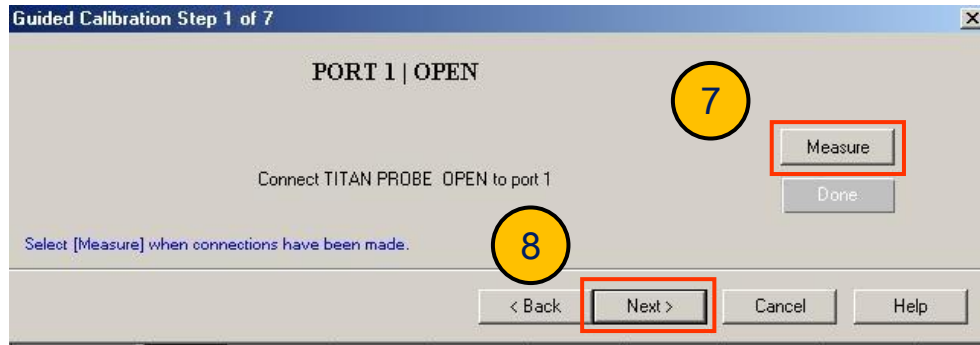 Guided Calibration Step 1 of 7
PORT 1 | OPEN
7
Measure
Connect TITAN PROBE OPEN to port 1
Done
Select [Measure] when connections have been made.
8
< Back
Next >
Cancel
Help